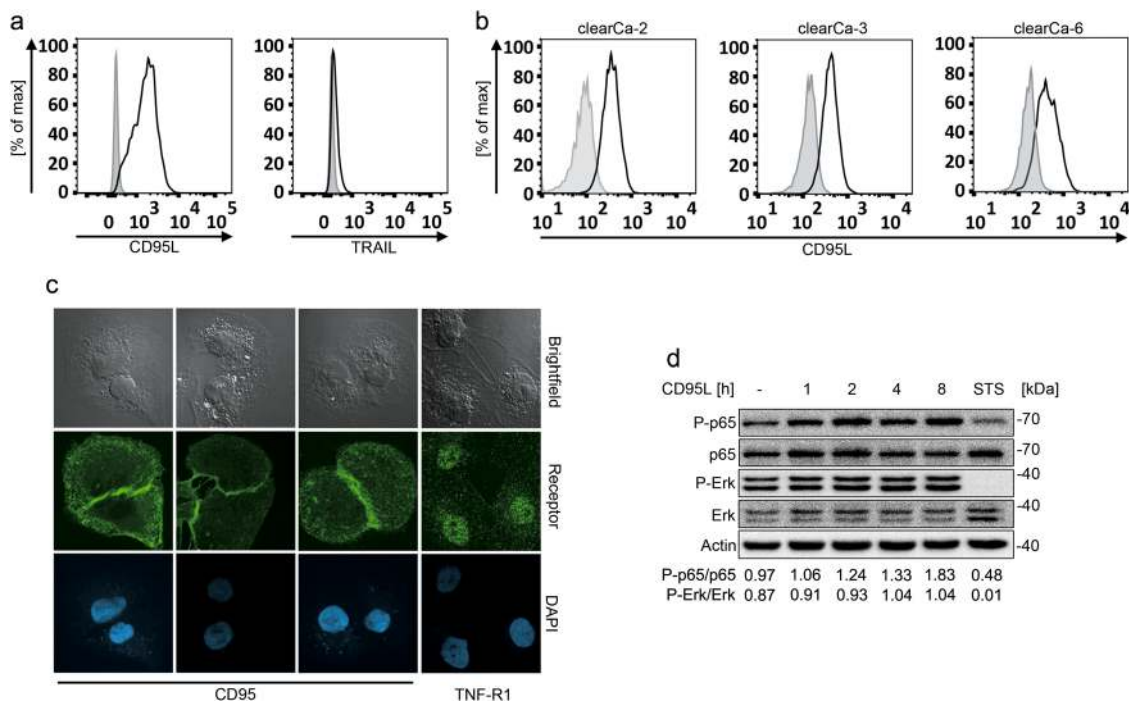 a
[% of max]
100
80
60
40
20
0
0 10 3 10 4 10 5
CD95L
100
80
60
40
20
0
0 10 3 10 4 10 5
TRAIL
b
clearCa-2 clearCa-3 clearCa-6
[% of max]
100
80
60
40
20
0
10 1 10 2 10 3 10 4
100
80
60
40
20
0
10 1 10 2 10 3 10 4
100
80
60
40
20
0
10 1 10 2 10 3 10 4
CD95L
c
Brightfield
Receptor
DAPI
CD95 TNF-R1
d
CD95L [h] - 1 2 4 8 STS [kDa]
P-p65 -70
p65 -70
P-Erk -40
Erk -40
Actin -40
P-p65/p65 0.97 1.06 1.24 1.33 1.83 0.48
P-Erk/Erk 0.87 0.91 0.93 1.04 1.04 0.01